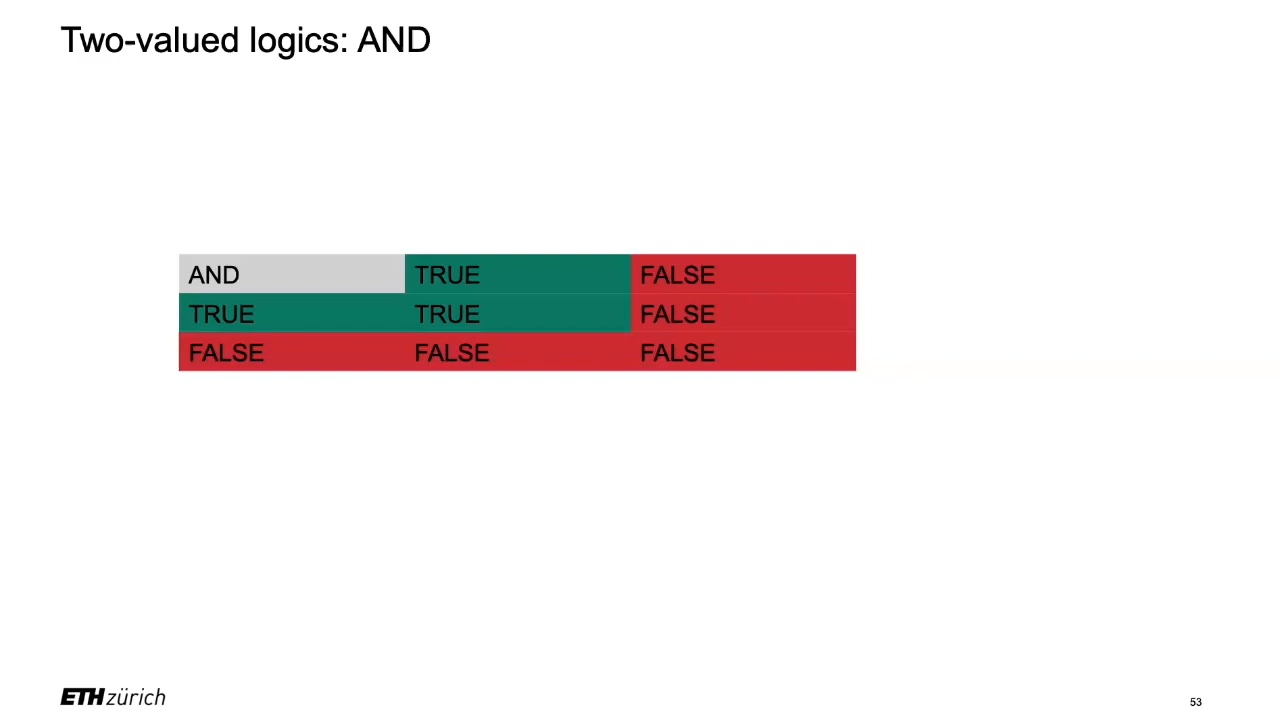 Two-valued logics: AND
AND TRUE FALSE
TRUE TRUE FALSE
FALSE FALSE FALSE
ETH zürich
53